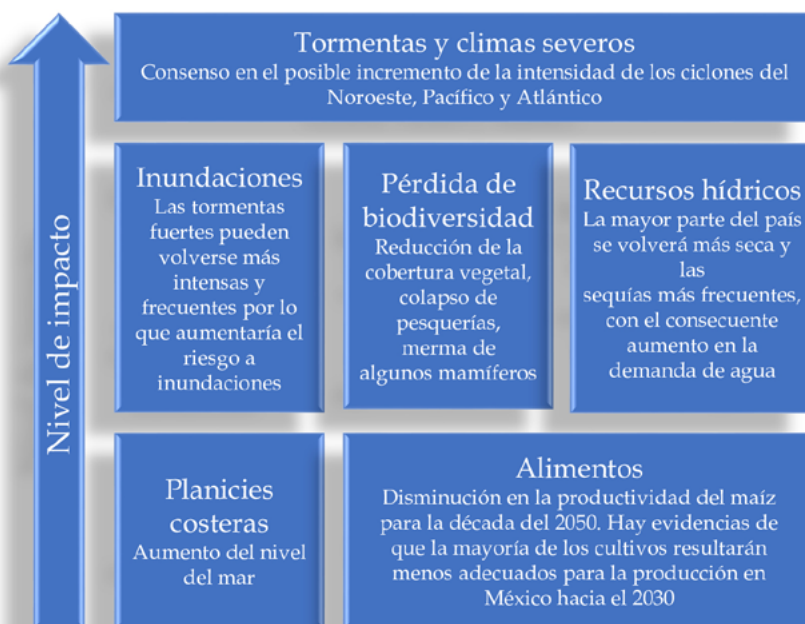 Nivel de impacto
Tormentas y climas severos
Consenso en el posible incremento de la intensidad de los ciclones del
Noroeste, Pacífico y Atlántico
Inundaciones
Las tormentas
fuertes pueden
volverse más
intensas y
frecuentes por lo
que aumentaría el
riesgo a
inundaciones
Pérdida de
biodiversidad
Reducción de la
cobertura vegetal,
colapso de
pesquerías,
merma de
algunos mamíferos
Recursos hídricos
La mayor parte del país
se volverá más seca y
las
sequías más frecuentes,
con el consecuente
aumento en la
demanda de agua
Planicies
costeras
Aumento del nivel
del mar
Alimentos
Disminución en la productividad del maíz
para la década del 2050. Hay evidencias de
que la mayoría de los cultivos resultarán
menos adecuados para la producción en
México hacia el 2030